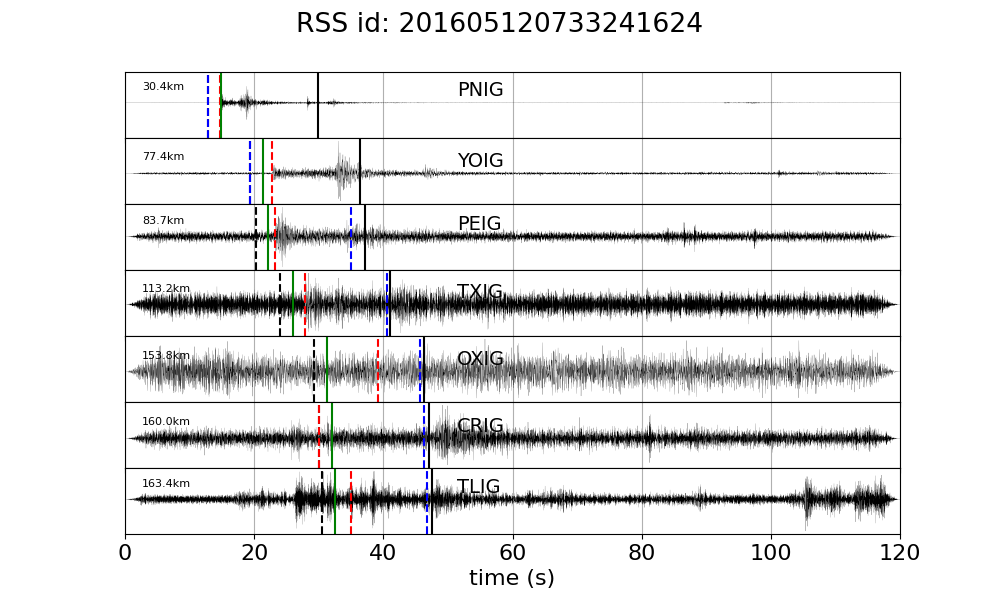 RSS id: 201605120733241624
30.4km PNIG
77.4km YOIG
83.7km PEIG
113.2km TXIG
153.8km OXIG
160.0km CRIG
163.4km TLIG
0 20 40 60 80 100 120
time (s)